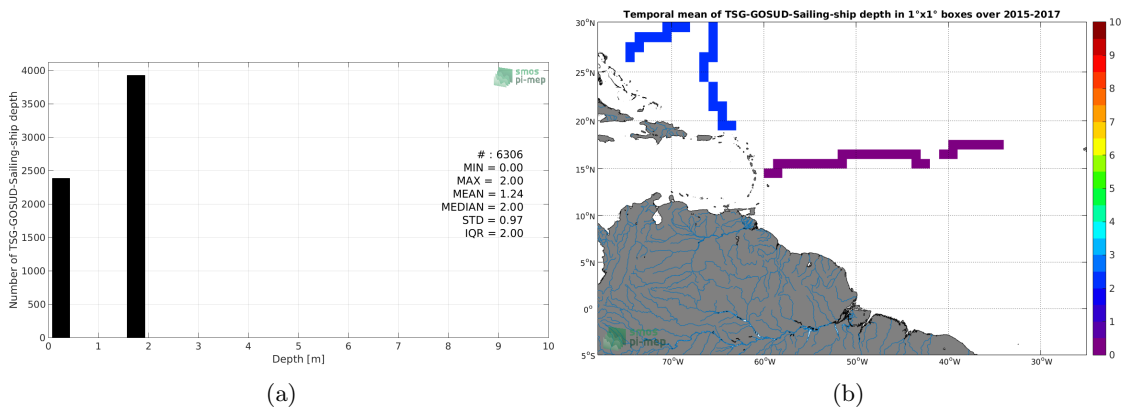 Number of TSG-GOSUD-Sailing-ship depth
4000
3500
3000
2500
2000
1500
1000
500
0
0 1 2 3 4 5 6 7 8 9 10
Depth [m]
smos
pi-mep
# : 6306
MIN = 0.00
MAX = 2.00
MEAN = 1.24
MEDIAN = 2.00
STD = 0.97
IQR = 2.00
(a)
Temporal mean of TSG-GOSUD-Sailing-ship depth in 1°x1° boxes over 2015-2017
30°N
25°N
20°N
15°N
10°N
5°N
0°
5°S
70°W 60°W 50°W 40°W 30°W
smos
pi-mep
10
9
8
7
6
5
4
3
2
1
0
(b)